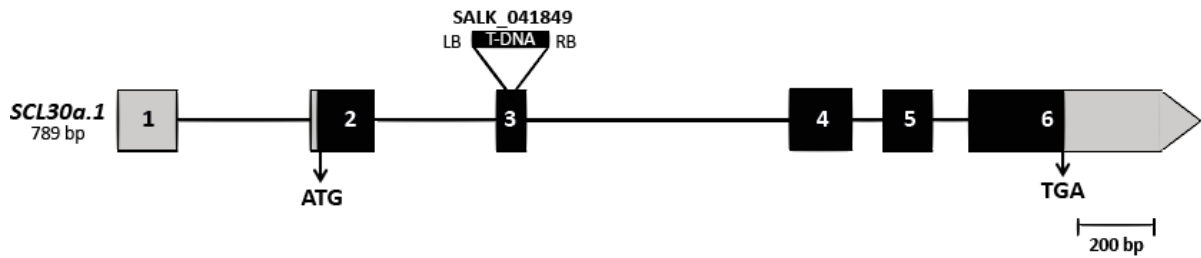 SALK_041849
LB T-DNA RB
SCL30a.1 1 2 3 4 5 6
789 bp
ATG TGA
200 bp